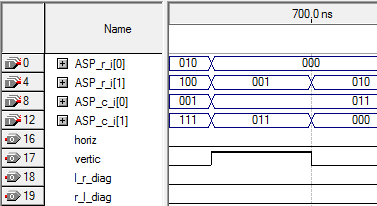 Name
700.0 ns
0 ASP_r_i[0] 010 000
4 ASP_r_i[1] 100 001 010
8 ASP_c_i[0] 001 011
12 ASP_c_i[1] 111 011 000
16 horiz
17 vertic
18 l_r_diag
19 r_l_diag